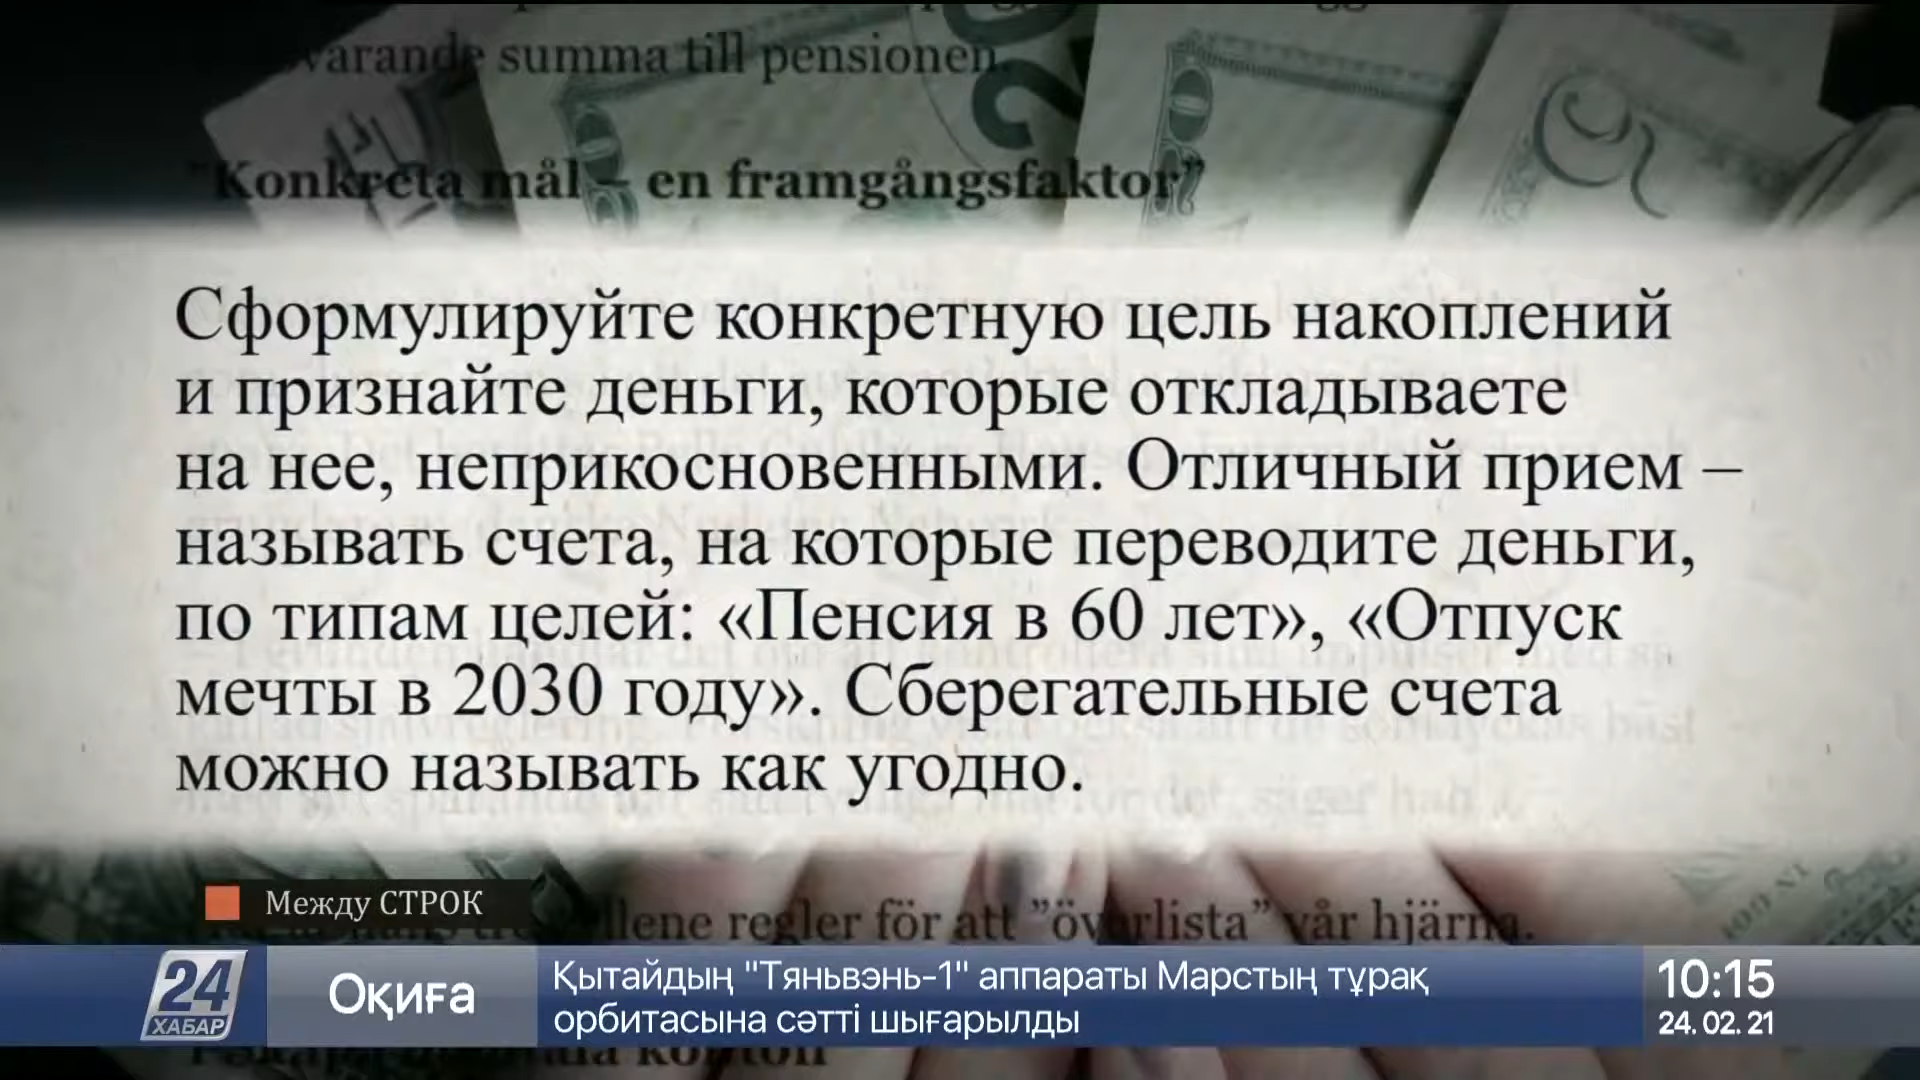 varande summa till pensionen.
"Konkreta mål – en framgångsfaktor"
Сформулируйте конкретную цель накоплений
и признайте деньги, которые откладываете
на нее, неприкосновенными. Отличный прием –
называть счета, на которые переводите деньги,
по типам целей: «Пенсия в 60 лет», «Отпуск
мечты в 2030 году». Сберегательные счета
можно называть как угодно.
Между СТРОК
regler för att ”överlista” vår hjärna.
24
ХАБАР
Оқиға
Қытайдың "Тяньвэнь-1" аппараты Марстың тұрақ
орбитасына сәтті шығарылды
10:15
24. 02. 21